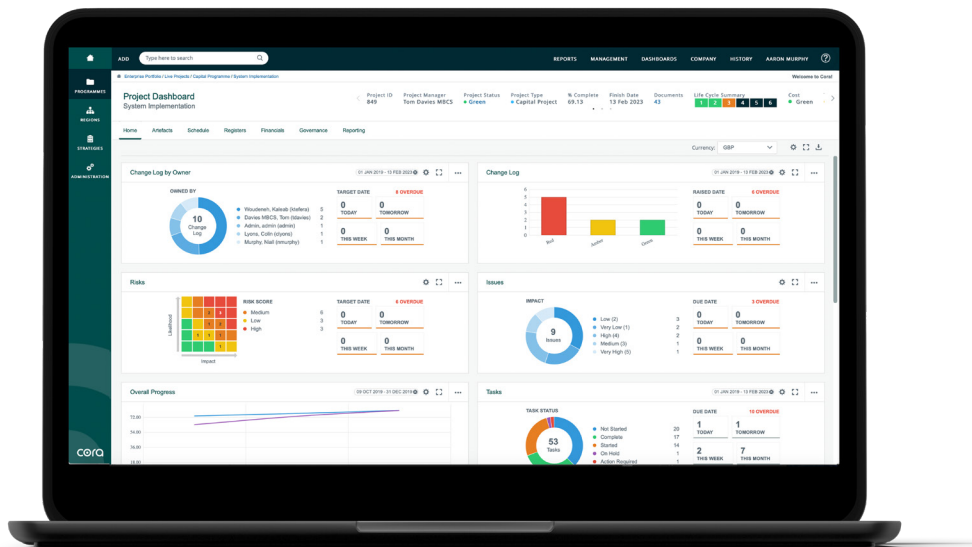 ADD Type here to search REPORTS MANAGEMENT DASHBOARDS COMPANY HISTORY AARON MURPHY ?
Enterprise Portfolio / Live Projects / Capital Programme / System Implementation Welcome to Cora!
PROGRAMMES
REGIONS
STRATEGIES
ADMINISTRATION
Project Dashboard
System Implementation
Project ID Project Manager Project Status Project Type % Complete Finish Date Documents Life Cycle Summary Cost
849 Tom Davies MBCS Green Capital Project 69.13 13 Feb 2023 43 1 2 3 4 5 6 Green
Home Artefacts Schedule Registers Financials Governance Reporting
Currency: GBP
Change Log by Owner 01 JAN 2019 - 13 FEB 2023
OWNED BY TARGET DATE 6 OVERDUE
10
Change
Log
Woudeneh, Kaleab (kisfera) 5
Davies MBCS, Tom (tdavies) 2
Admin, admin (admin) 1
Lyons, Colin (clyons) 1
Murphy, Niall (nmurphy) 1
0 0
TODAY TOMORROW
0 0
THIS WEEK THIS MONTH
Change Log 01 JAN 2019 - 13 FEB 2023
6
5
4
3
2
1
0
Red Amber Green
RAISED DATE 6 OVERDUE
0 0
TODAY TOMORROW
0 0
THIS WEEK THIS MONTH
Risks
Likelihood
Impact
RISK SCORE TARGET DATE 6 OVERDUE
Medium 6
Low 3
High 3
0 0
TODAY TOMORROW
0 0
THIS WEEK THIS MONTH
Issues
IMPACT DUE DATE 3 OVERDUE
9
Issues
Low (2) 3
Very Low (1) 2
High (4) 2
Medium (3) 1
Very High (5) 1
0 0
TODAY TOMORROW
0 0
THIS WEEK THIS MONTH
Overall Progress 09 OCT 2019 - 31 DEC 2019
72.00
54.00
36.00
18.00
Tasks 01 JAN 2019 - 13 FEB 2023
TASK STATUS DUE DATE 10 OVERDUE
53
Tasks
Not Started 20
Complete 17
Started 14
On Hold 1
Action Required 1
1 1
TODAY TOMORROW
2 7
THIS WEEK THIS MONTH
cora